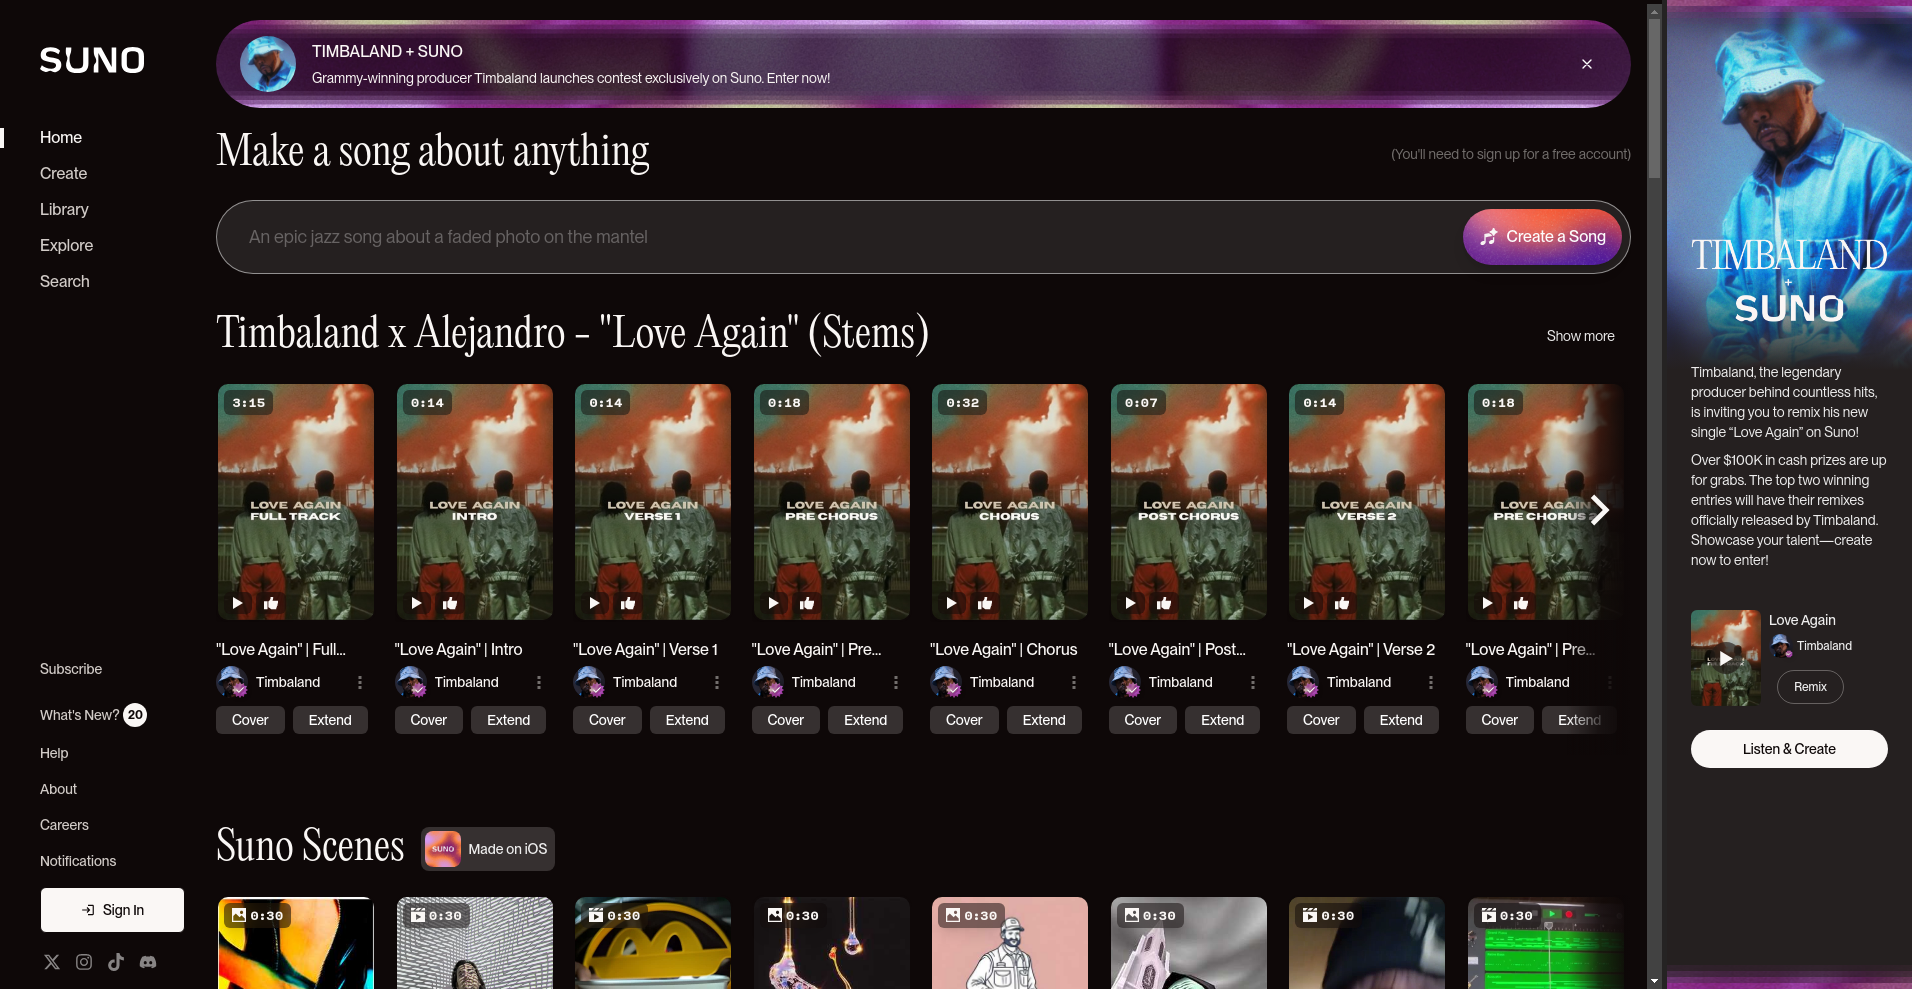 SUNO
Home
Create
Library
Explore
Search
Subscribe
What's New? 20
Help
About
Careers
Notifications
Sign In
TIMBALAND + SUNO
Grammy-winning producer Timbaland launches contest exclusively on Suno. Enter now!
Make a song about anything
(You'll need to sign up for a free account)
An epic jazz song about a faded photo on the mantel
Create a Song
Timbaland x Alejandro - "Love Again" (Stems)
Show more
3:15
LOVE AGAIN
FULL TRACK
"Love Again" | Full...
Timbaland
Cover Extend
0:14
LOVE AGAIN
INTRO
"Love Again" | Intro
Timbaland
Cover Extend
0:14
LOVE AGAIN
VERSE 1
"Love Again" | Verse 1
Timbaland
Cover Extend
0:18
LOVE AGAIN
PRE CHORUS
"Love Again" | Pre...
Timbaland
Cover Extend
0:32
LOVE AGAIN
CHORUS
"Love Again" | Chorus
Timbaland
Cover Extend
0:07
LOVE AGAIN
POST CHORUS
"Love Again" | Post...
Timbaland
Cover Extend
0:14
LOVE AGAIN
VERSE 2
"Love Again" | Verse 2
Timbaland
Cover Extend
0:18
LOVE AGAIN
PRE CHORUS 2
"Love Again" | Pre...
Timbaland
Cover Extend
Suno Scenes
SUNO
Made on iOS
0:30
0:30
0:30
0:30
0:30
0:30
0:30
0:30
TIMBALAND
+
SUNO
Timbaland, the legendary
producer behind countless hits,
is inviting you to remix his new
single “Love Again” on Suno!
Over $100K in cash prizes are up
for grabs. The top two winning
entries will have their remixes
officially released by Timbaland.
Showcase your talent—create
now to enter!
Love Again
Timbaland
Remix
Listen & Create